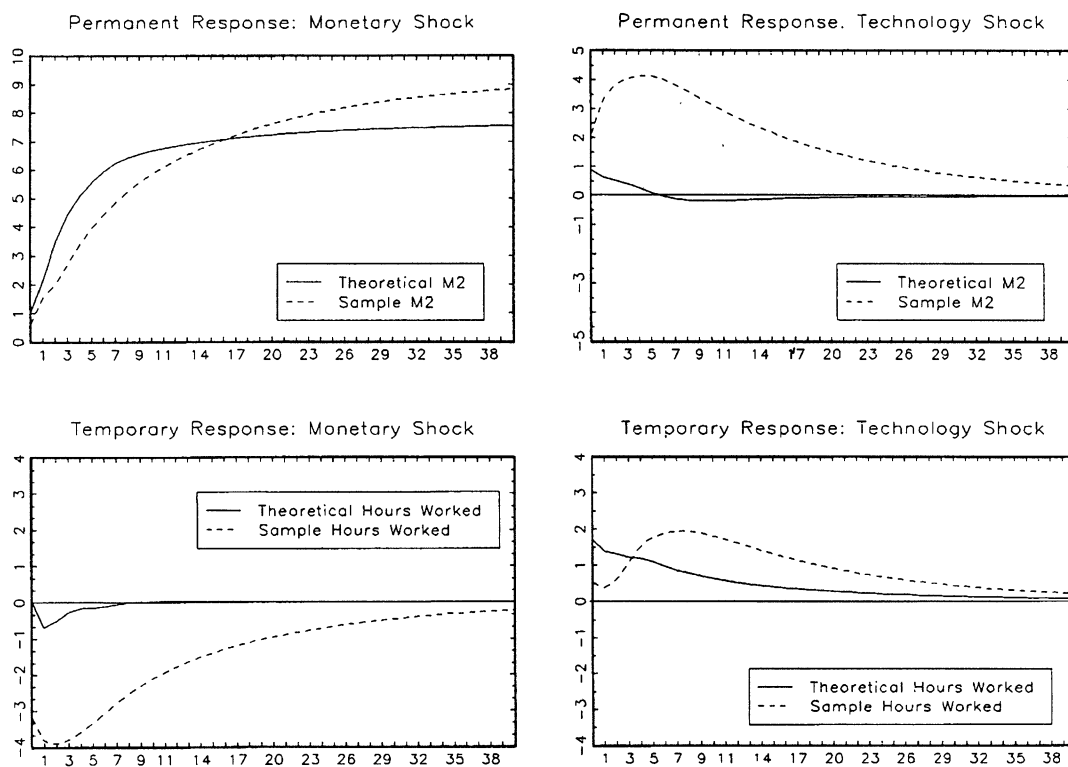 Permanent Response: Monetary Shock
10
9
8
7
6
5
4
3
2
1
0
Theoretical M2
Sample M2
1 3 5 7 9 11 14 17 20 23 26 29 32 35 38
Permanent Response. Technology Shock
5
4
3
2
1
0
-1
-3
-5
Theoretical M2
Sample M2
1 3 5 7 9 11 14 17 20 23 26 29 32 35 38
Temporary Response: Monetary Shock
4
3
2
1
0
-1
-2
-3
-4
Theoretical Hours Worked
Sample Hours Worked
1 3 5 7 9 11 14 17 20 23 26 29 32 35 38
Temporary Response: Technology Shock
4
3
2
1
0
-1
-2
-3
-4
Theoretical Hours Worked
Sample Hours Worked
1 3 5 7 9 11 14 17 20 23 26 29 32 35 38